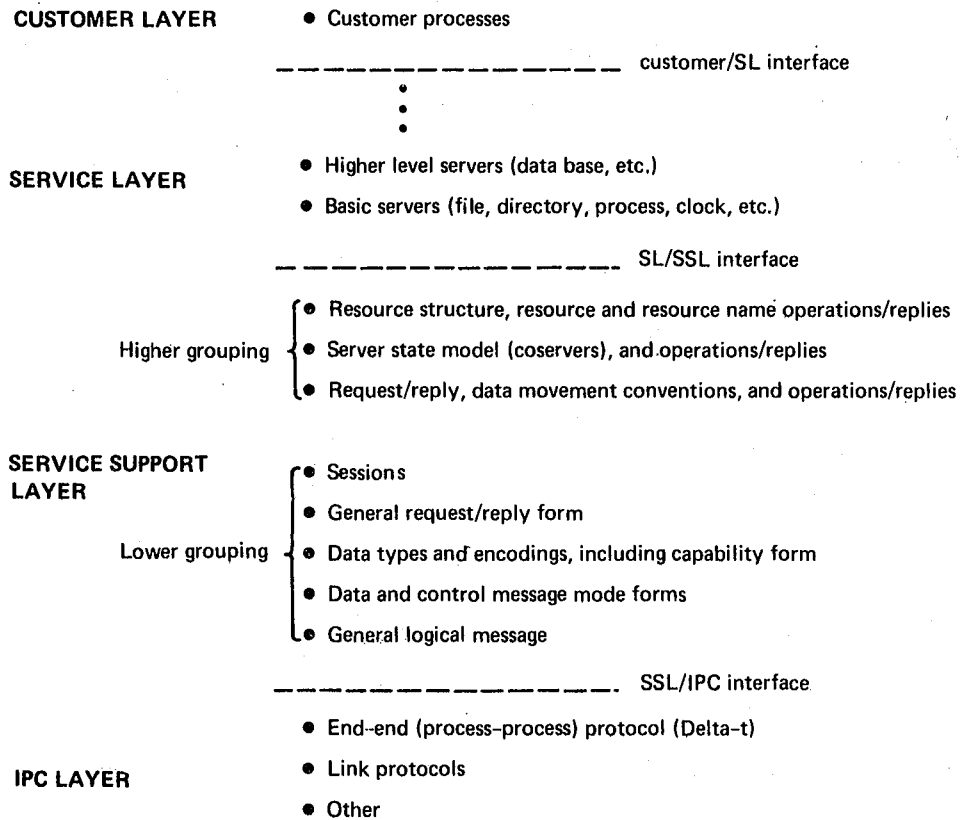 CUSTOMER LAYER ● Customer processes
customer/SL interface
● Higher level servers (data base, etc.)
SERVICE LAYER
● Basic servers (file, directory, process, clock, etc.)
SL/SSL interface
● Resource structure, resource and resource name operations/replies
Higher grouping ● Server state model (coservers), and operations/replies
● Request/reply, data movement conventions, and operations/replies
SERVICE SUPPORT
LAYER
● Sessions
● General request/reply form
Lower grouping ● Data types and encodings, including capability form
● Data and control message mode forms
● General logical message
SSL/IPC interface
● End-end (process-process) protocol (Delta-t)
IPC LAYER ● Link protocols
● Other